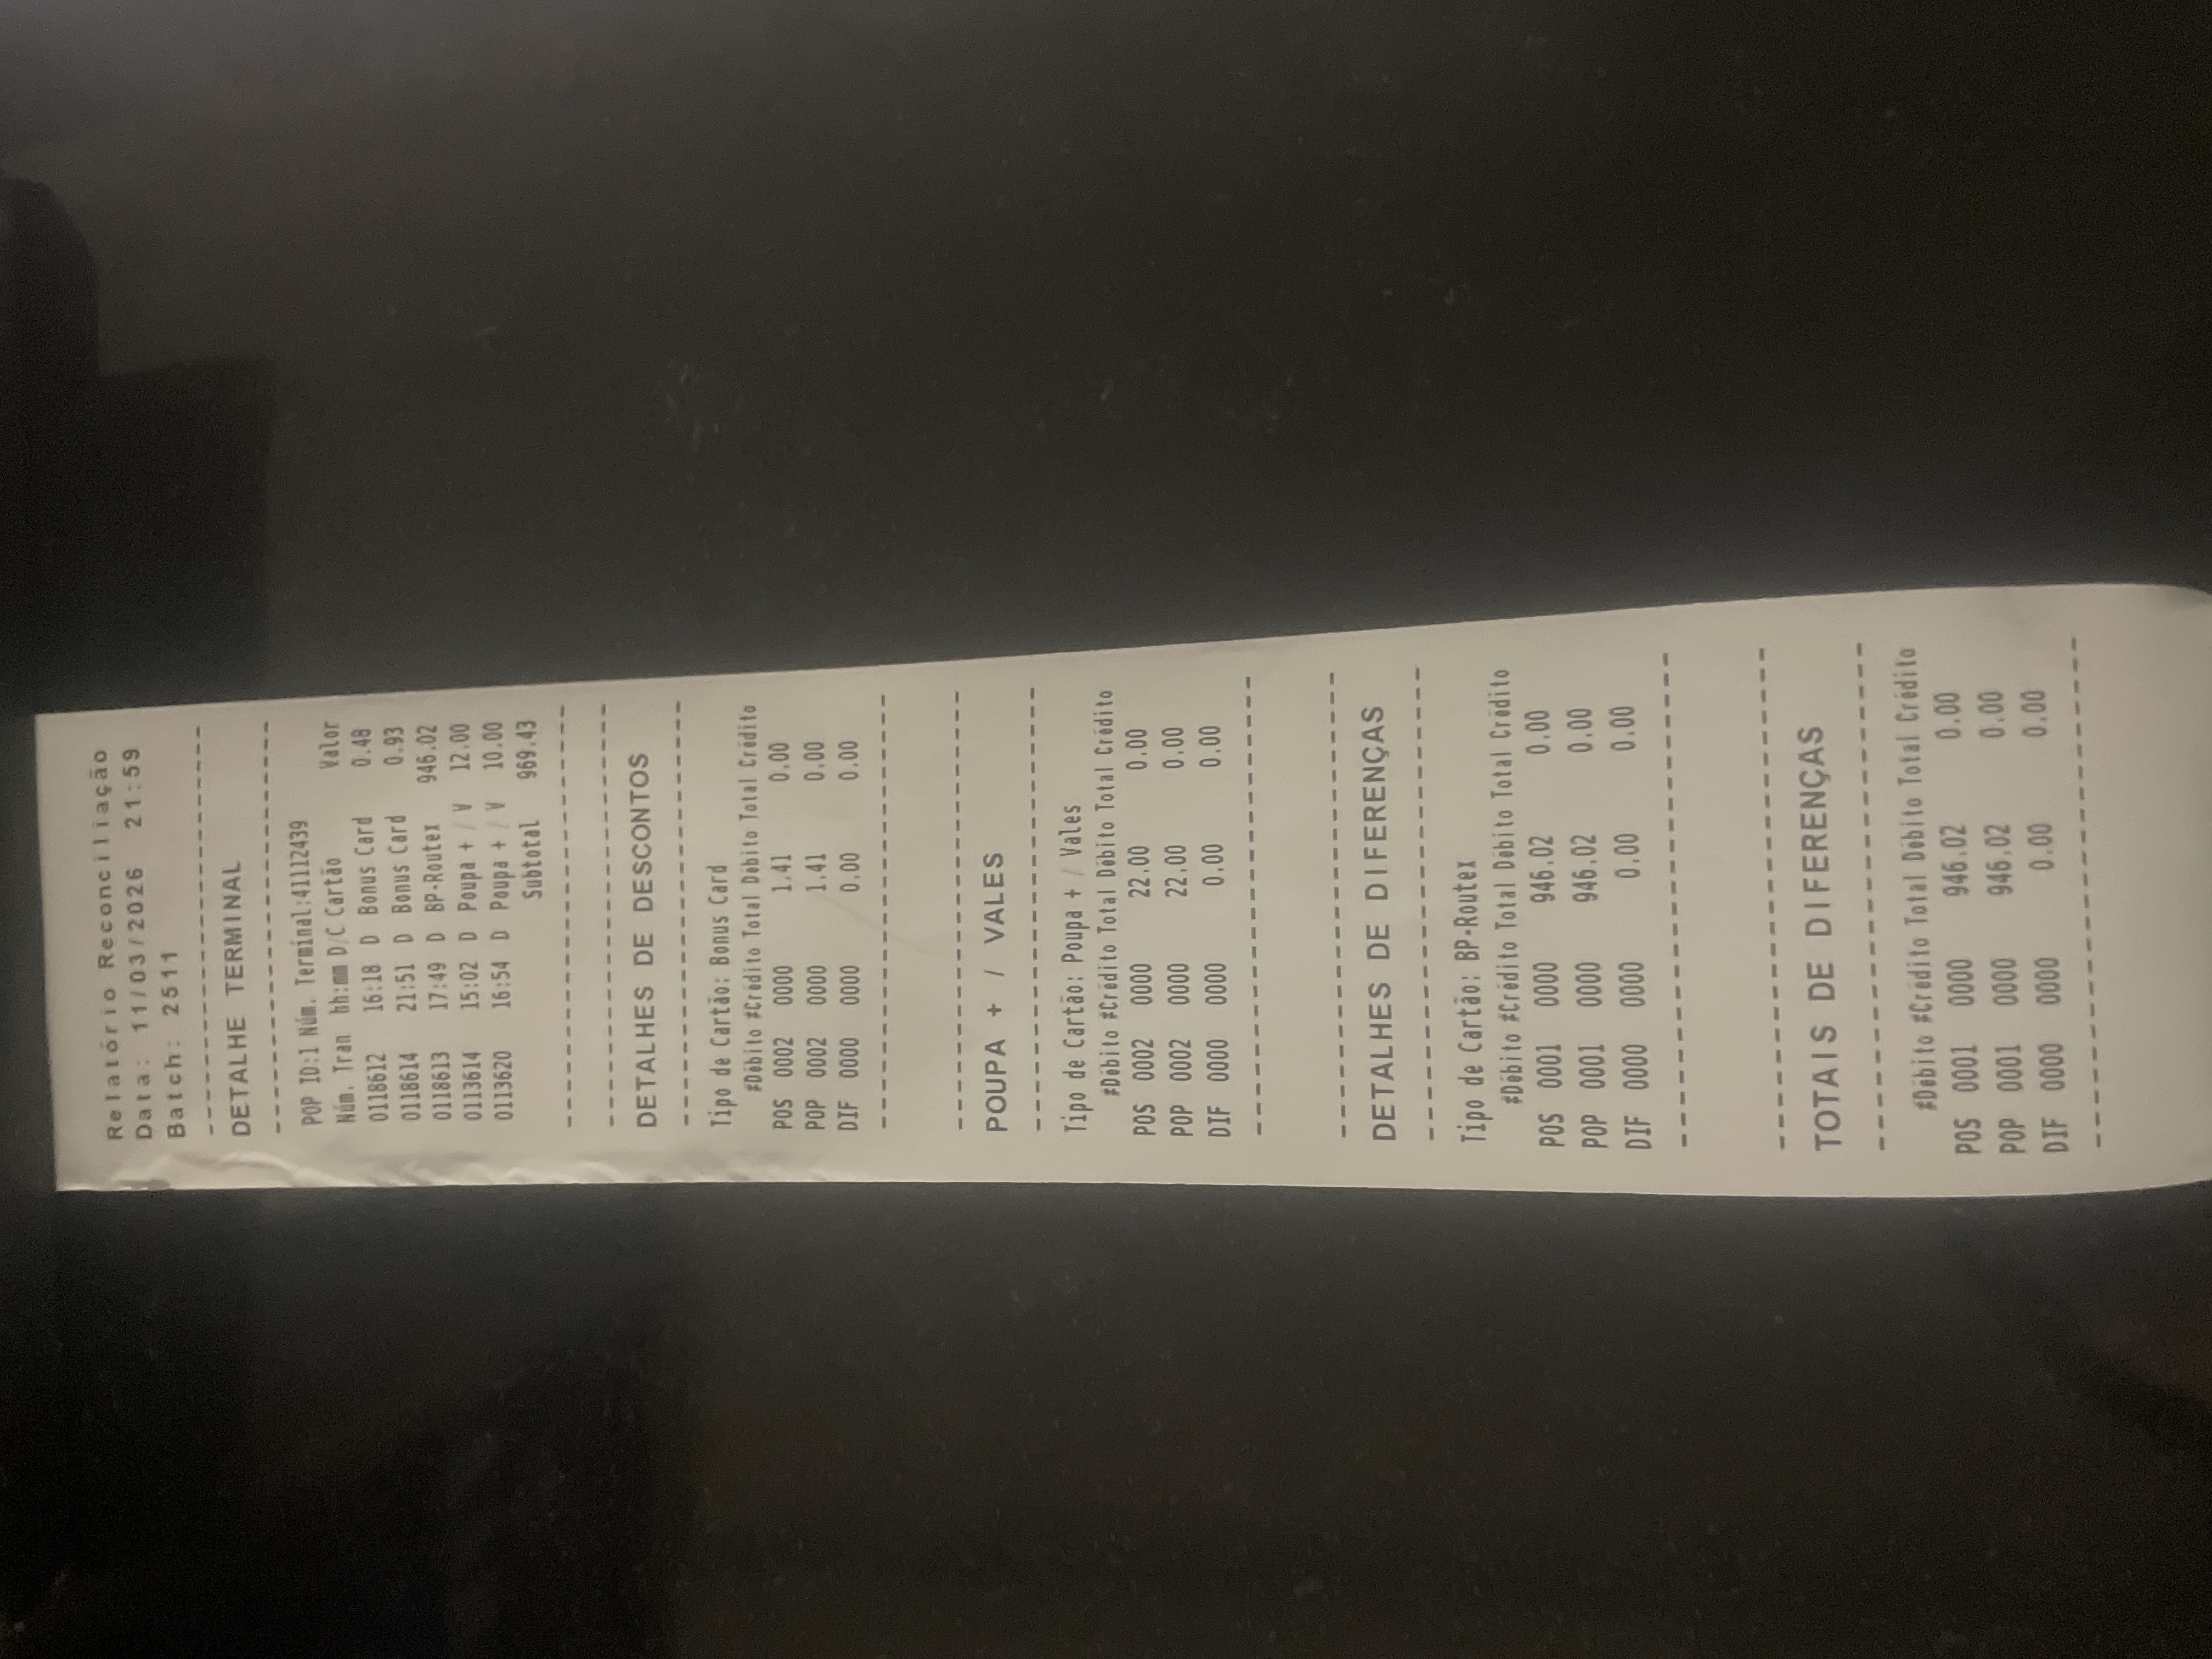 Relatório Reconciliação
Data: 11/03/2026 21:59
Batch: 2511
------------------------------
DETALHE TERMINAL
------------------------------
POP ID:1 Núm. Terminal:41112439
Núm. Tran hh:mm D/C Cartão Valor
0118612 16:18 D Bonus Card 0.48
0118614 21:51 D Bonus Card 0.93
0118613 17:49 D BP-Routex 946.02
0113614 15:02 D Poupa + / V 12.00
0113620 16:54 D Poupa + / V 10.00
Subtotal 969.43
------------------------------
------------------------------
DETALHES DE DESCONTOS
------------------------------
Tipo de Cartão: Bonus Card
#Débito #Crédito Total Débito Total Crédito
POS 0002 0000 1.41 0.00
POP 0002 0000 1.41 0.00
DIF 0000 0000 0.00 0.00
------------------------------
------------------------------
POUPA + / VALES
------------------------------
Tipo de Cartão: Poupa + / Vales
#Débito #Crédito Total Débito Total Crédito
POS 0002 0000 22.00 0.00
POP 0002 0000 22.00 0.00
DIF 0000 0000 0.00 0.00
------------------------------
------------------------------
DETALHES DE DIFERENÇAS
------------------------------
Tipo de Cartão: BP-Routex
#Débito #Crédito Total Débito Total Crédito
POS 0001 0000 946.02 0.00
POP 0001 0000 946.02 0.00
DIF 0000 0000 0.00 0.00
------------------------------
------------------------------
TOTAIS DE DIFERENÇAS
------------------------------
#Débito #Crédito Total Débito Total Crédito
POS 0001 0000 946.02 0.00
POP 0001 0000 946.02 0.00
DIF 0000 0000 0.00 0.00
------------------------------